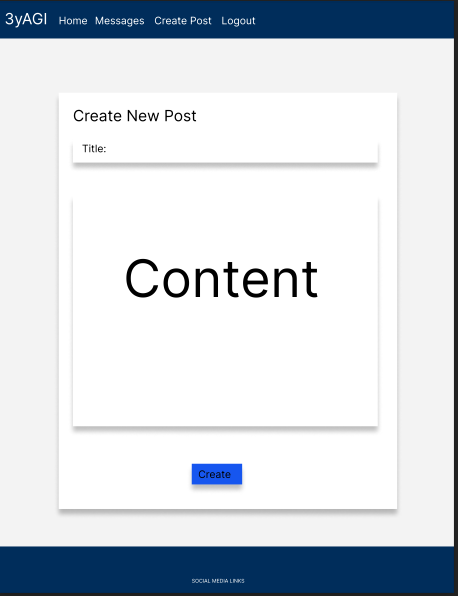 3yAGI Home Messages Create Post Logout
Create New Post
Title:
Content
Create
SOCIAL MEDIA LINKS